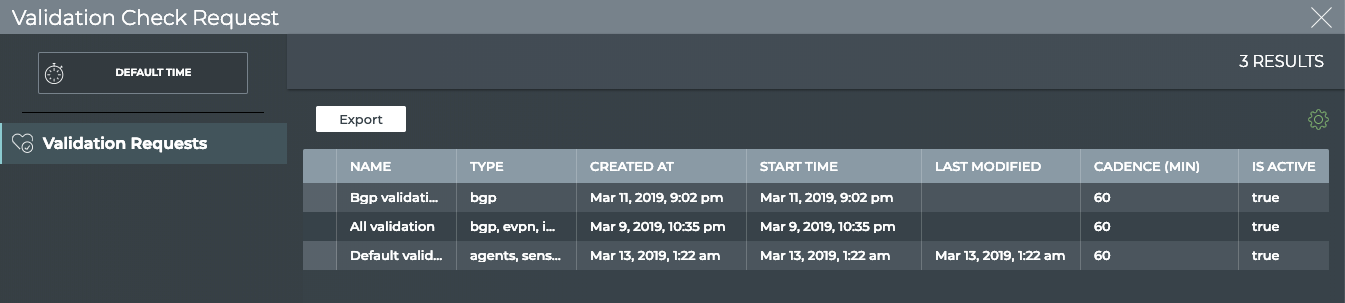 Validation Check Request
DEFAULT TIME
3 RESULTS
Validation Requests
Export
NAME TYPE CREATED AT START TIME LAST MODIFIED CADENCE (MIN) IS ACTIVE
Bgp validati... bgp Mar 11, 2019, 9:02 pm Mar 11, 2019, 9:02 pm 60 true
All validation bgp, evpn, i... Mar 9, 2019, 10:35 pm Mar 9, 2019, 10:35 pm 60 true
Default valid... agents, sens... Mar 13, 2019, 1:22 am Mar 13, 2019, 1:22 am Mar 13, 2019, 1:22 am 60 true